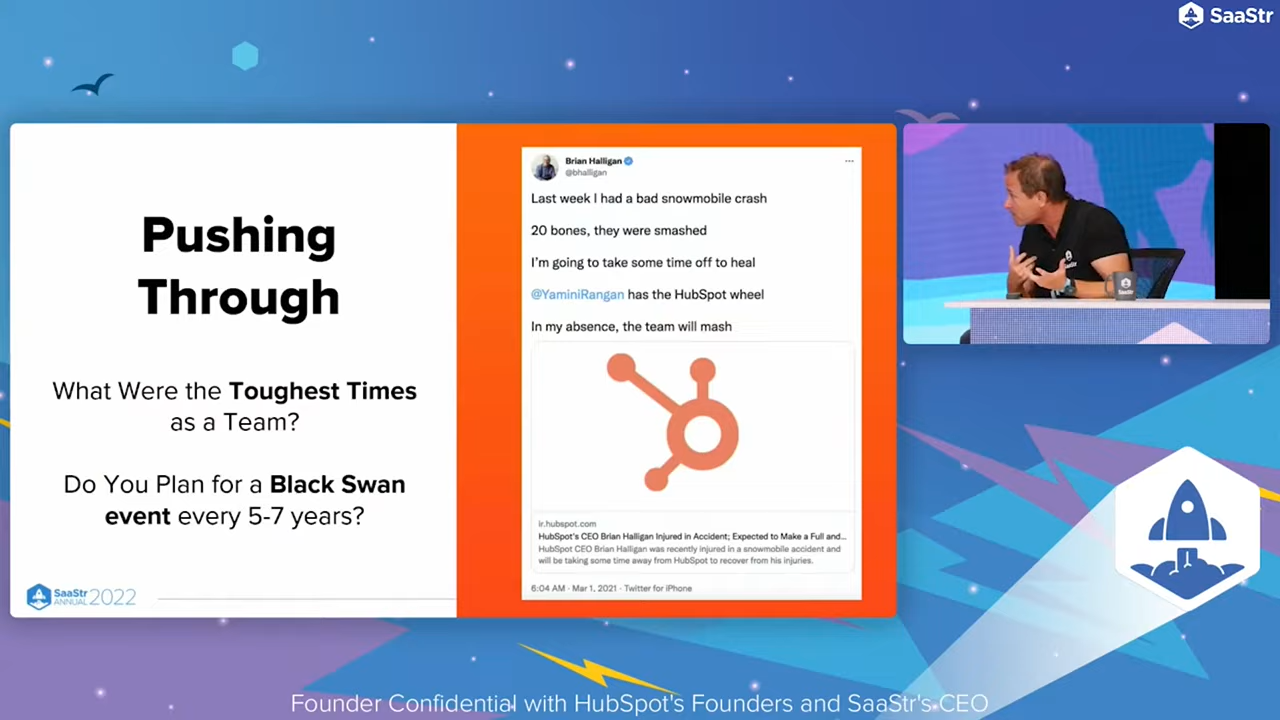 SaaStr
Pushing
Through
What Were the Toughest Times
as a Team?
Do You Plan for a Black Swan
event every 5-7 years?
SaaStr
ANNUAL 2022
Brian Halligan
@bhalligan
Last week I had a bad snowmobile crash
20 bones, they were smashed
I'm going to take some time off to heal
@YaminiRangan has the HubSpot wheel
In my absence, the team will mash
ir.hubspot.com
HubSpot's CEO Brian Halligan Injured in Accident; Expected to Make a Full and...
HubSpot CEO Brian Halligan was recently injured in a snowmobile accident and
will be taking some time away from HubSpot to recover from his injuries.
6:04 AM · Mar 1, 2021 · Twitter for iPhone
SaaStr
SaaStr
Founder Confidential with HubSpot's Founders and SaaStr's CEO